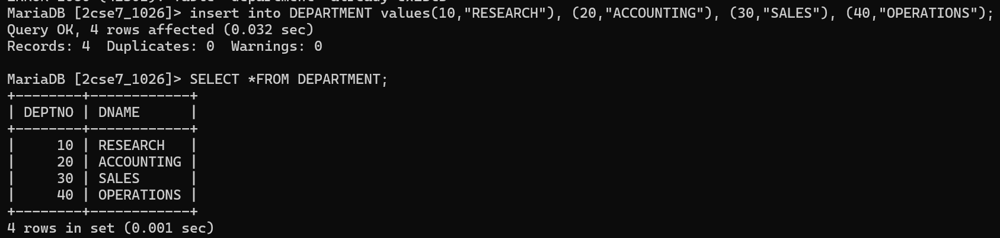 MariaDB [2cse7_1026]> insert into DEPARTMENT values(10,"RESEARCH"), (20,"ACCOUNTING"), (30,"SALES"), (40,"OPERATIONS");
Query OK, 4 rows affected (0.032 sec)
Records: 4  Duplicates: 0  Warnings: 0
MariaDB [2cse7_1026]> SELECT *FROM DEPARTMENT;
+--------+------------+
| DEPTNO | DNAME      |
+--------+------------+
|     10 | RESEARCH   |
|     20 | ACCOUNTING |
|     30 | SALES      |
|     40 | OPERATIONS |
+--------+------------+
4 rows in set (0.001 sec)